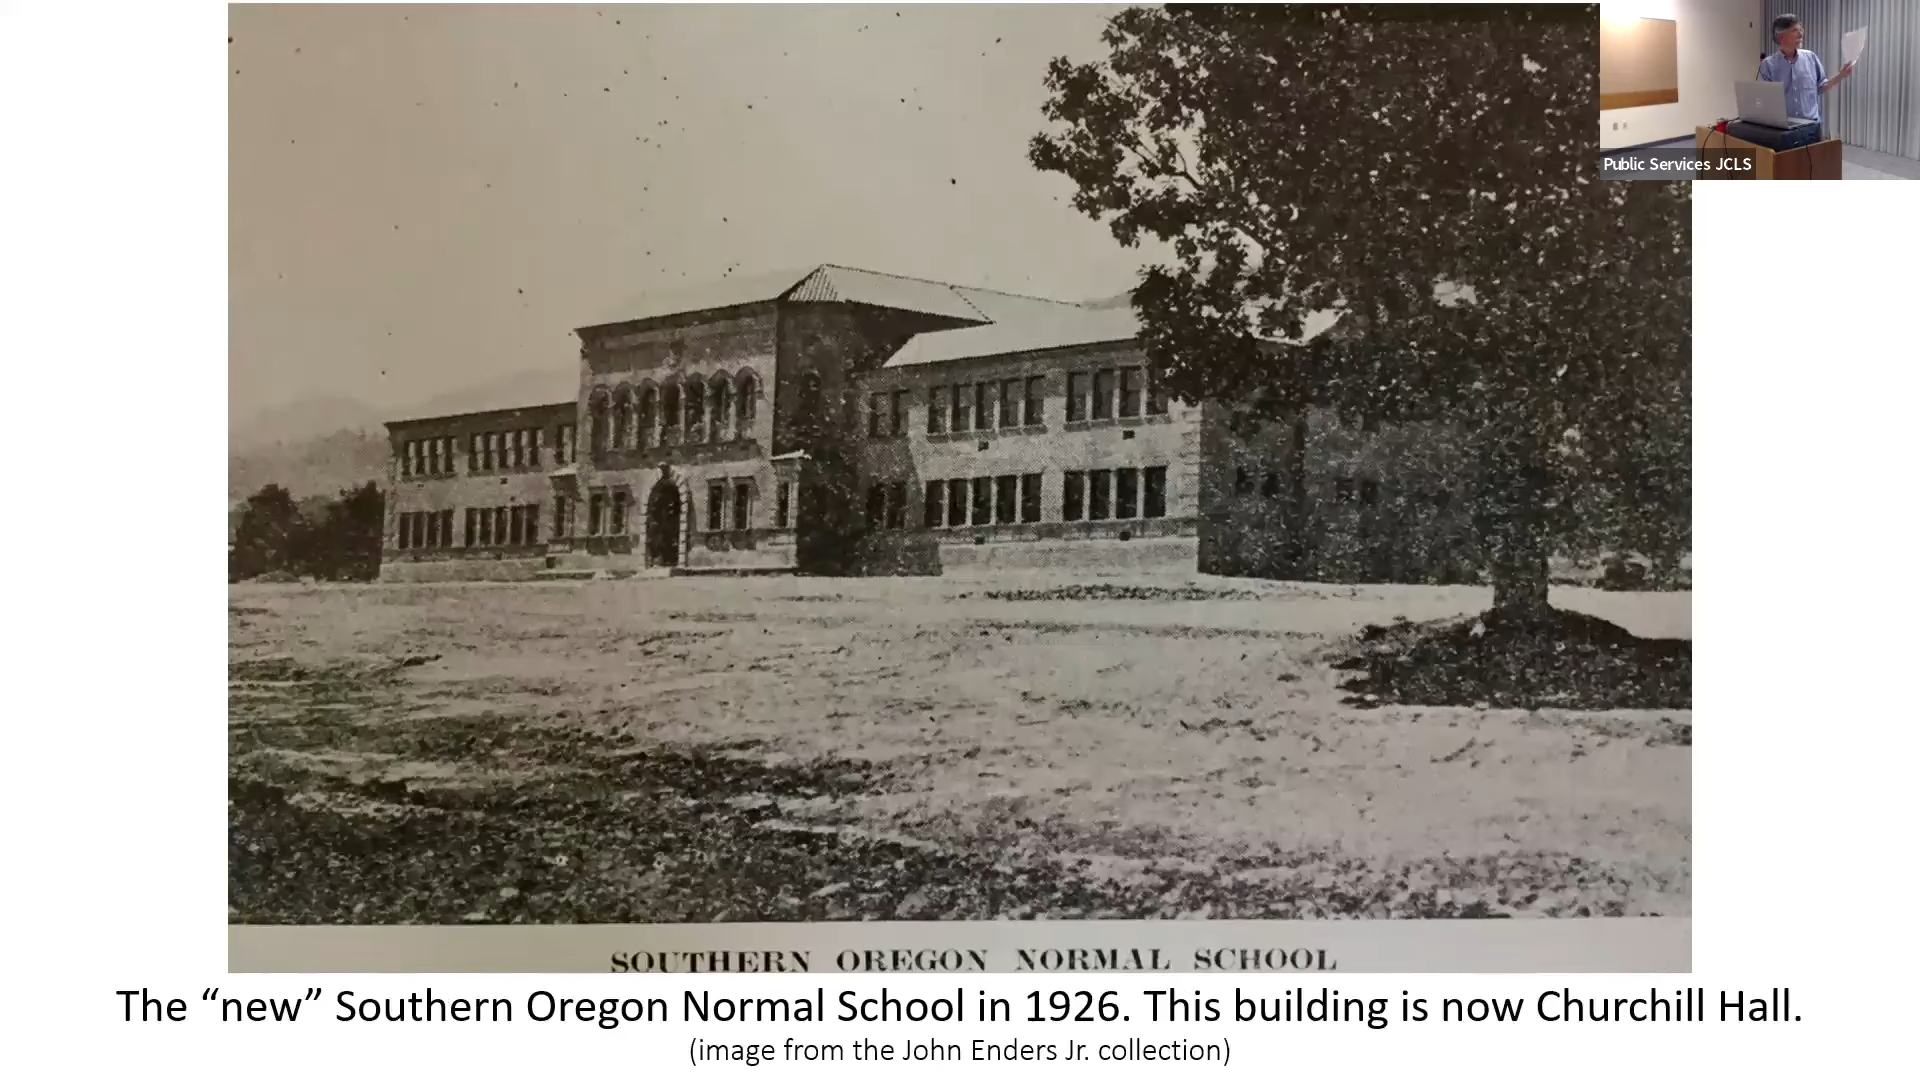 Public Services JCLS
SOUTHERN OREGON NORMAL SCHOOL
The “new” Southern Oregon Normal School in 1926. This building is now Churchill Hall.
(image from the John Enders Jr. collection)